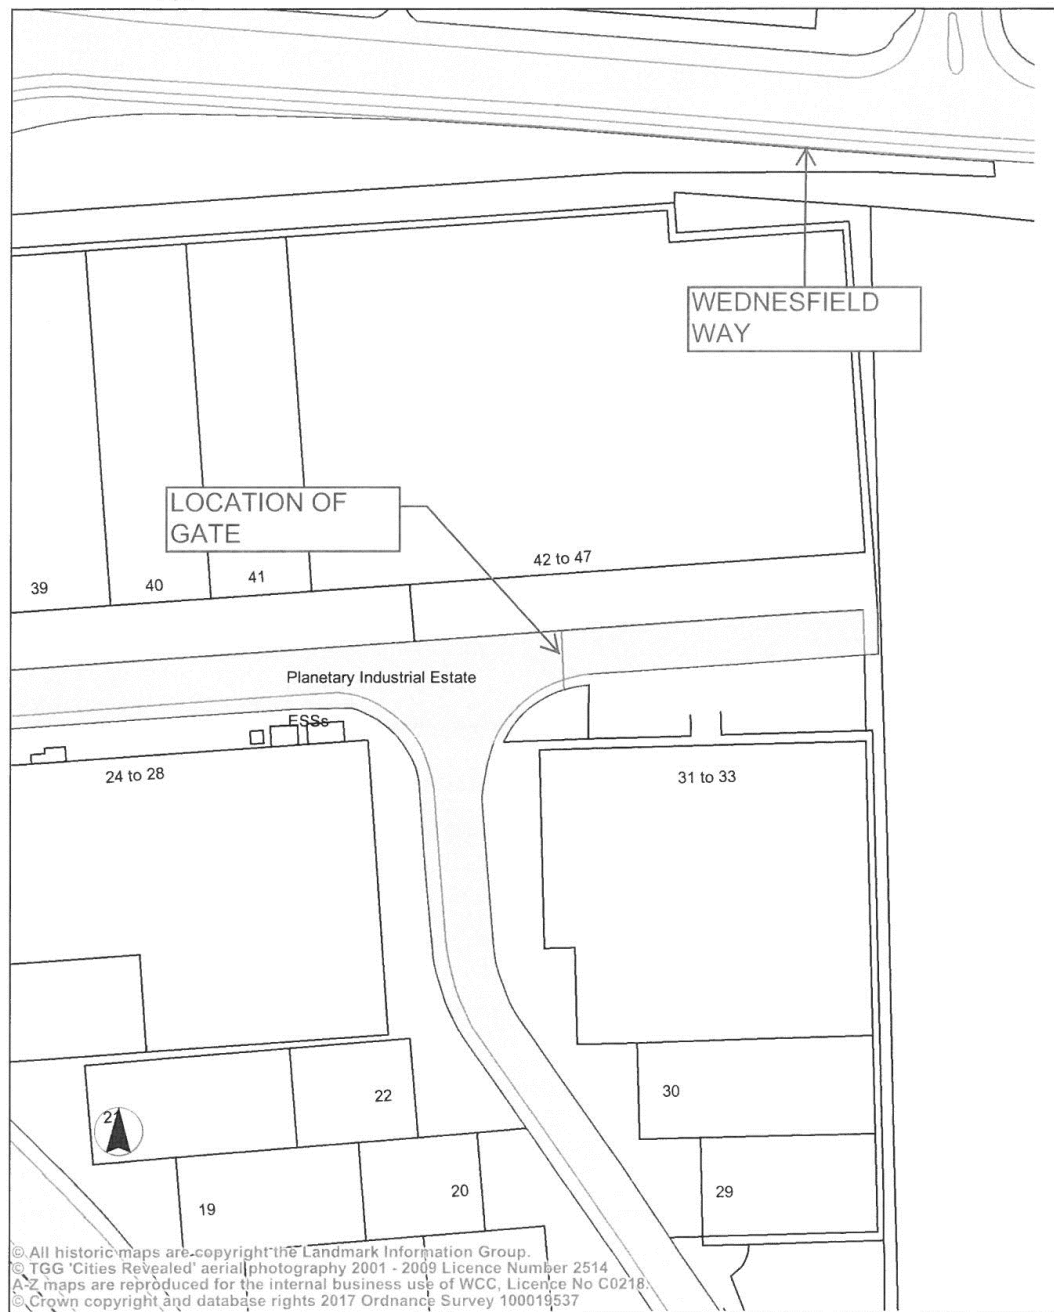 WEDNESFIELD
WAY
LOCATION OF
GATE
42 to 47
39
40
41
Planetary Industrial Estate
ESSs
24 to 28
31 to 33
22
30
21
20
29
19
© All historic maps are copyright the Landmark Information Group.
© TGG 'Cities Revealed' aerial photography 2001 - 2009 Licence Number 2514
A-Z maps are reproduced for the internal business use of WCC, Licence No C0218.
© Crown copyright and database rights 2017 Ordnance Survey 100019537